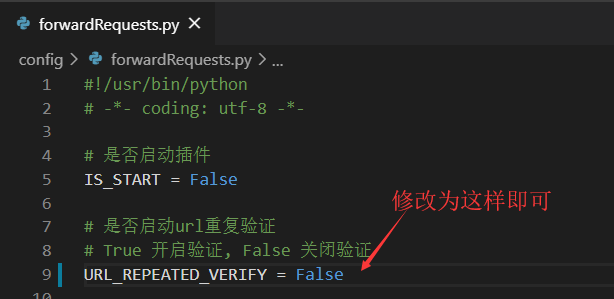 forwardRequests.py ×
config > forwardRequests.py > ...
1 #!/usr/bin/python
2 # -*- coding: utf-8 -*-
3
4 # 是否启动插件
5 IS_START = False
6
7 # 是否启动url重复验证
8 # True 开启验证, False 关闭验证
9 URL_REPEATED_VERIFY = False
修改为这样即可